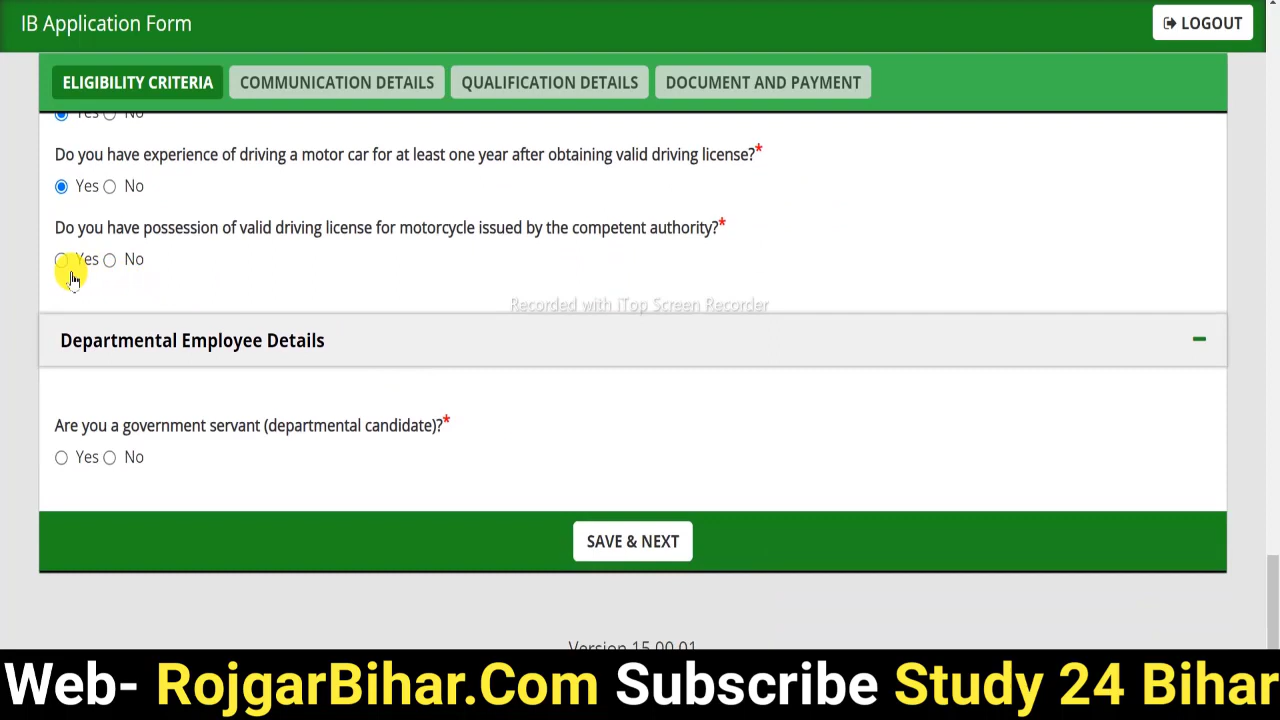 IB Application Form
LOGOUT
ELIGIBILITY CRITERIA COMMUNICATION DETAILS QUALIFICATION DETAILS DOCUMENT AND PAYMENT
Yes No
Do you have experience of driving a motor car for at least one year after obtaining valid driving license?*
Yes No
Do you have possession of valid driving license for motorcycle issued by the competent authority?*
Yes No
Recorded with iTop Screen Recorder
Departmental Employee Details
Are you a government servant (departmental candidate)?*
Yes No
SAVE & NEXT
Version 15.00.01
Web- RojgarBihar.Com Subscribe Study 24 Bihar